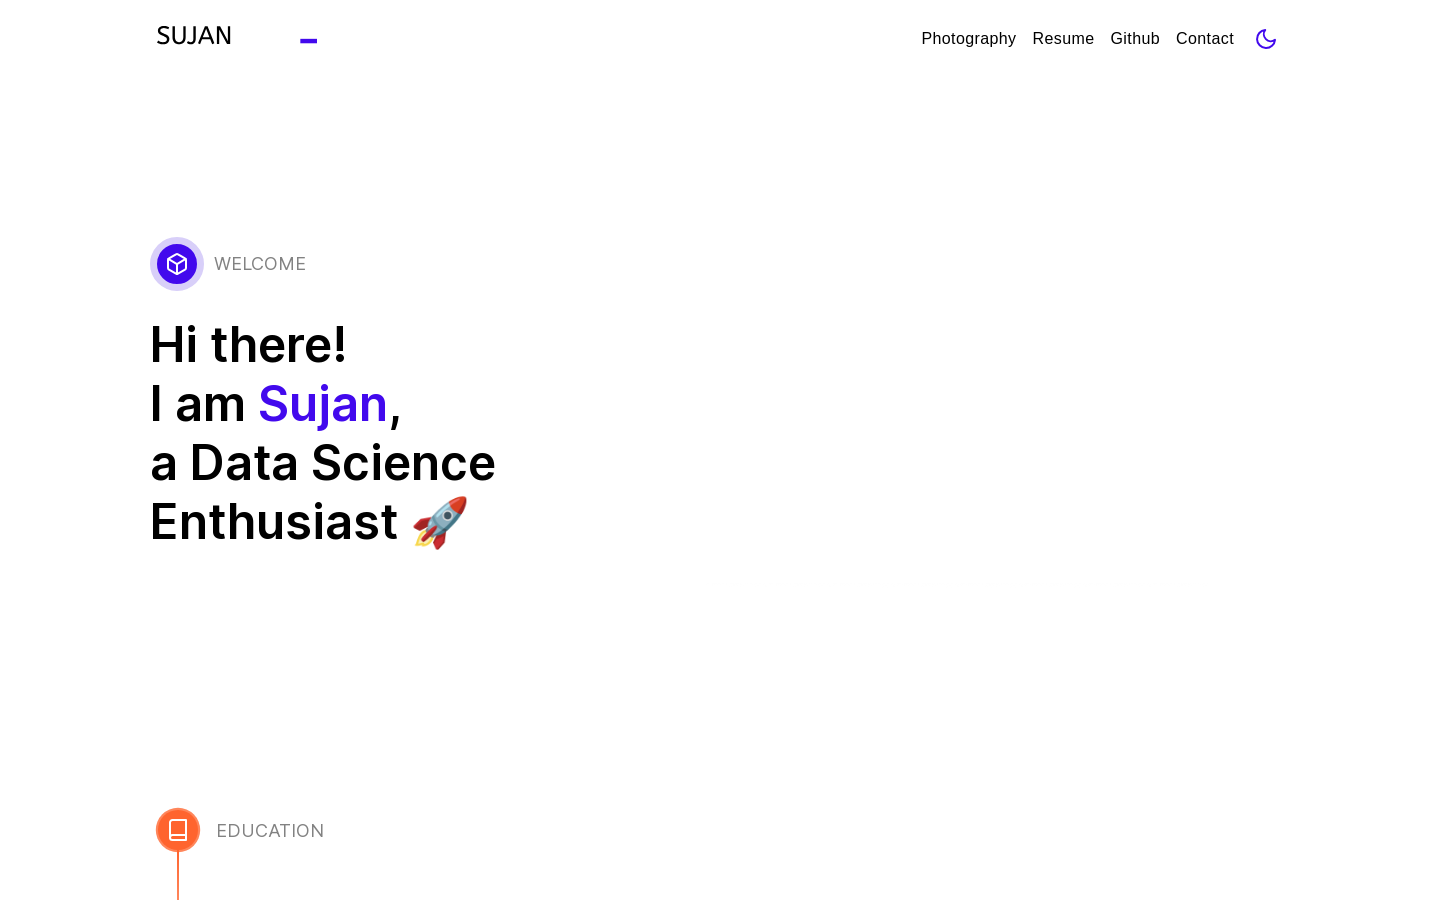 SUJAN
Photography Resume Github Contact
WELCOME
Hi there!
I am Sujan,
a Data Science
Enthusiast 🚀
EDUCATION